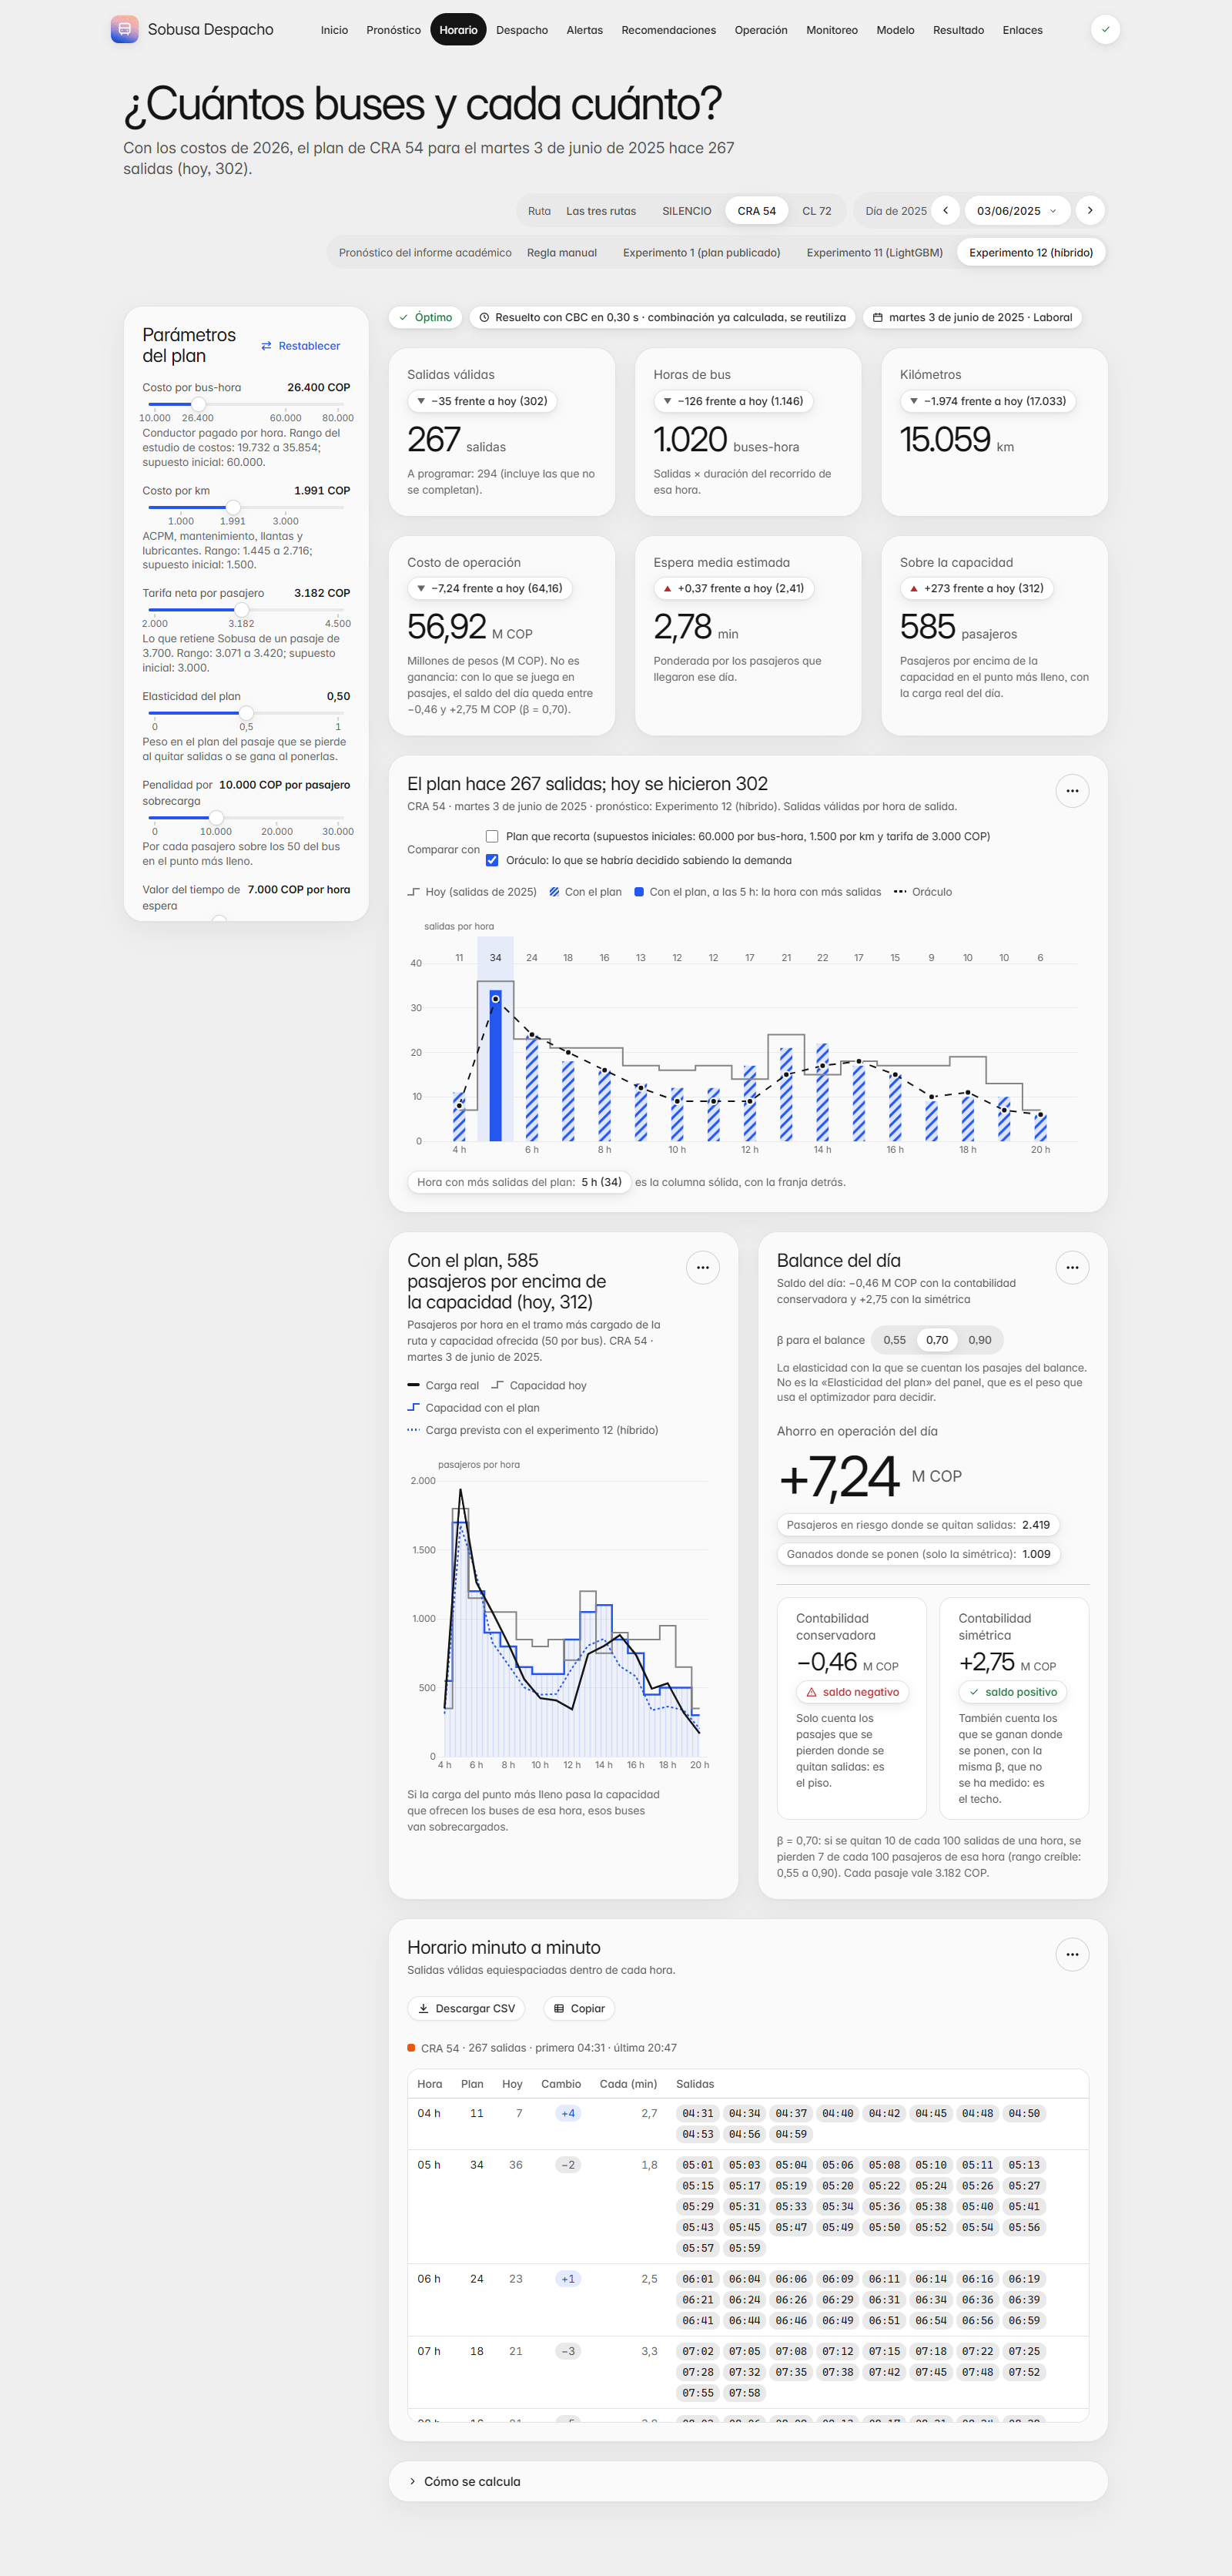 Sobusa Despacho
Inicio
Pronóstico
Horario
Despacho
Alertas
Recomendaciones
Operación
Monitoreo
Modelo
Resultado
Enlaces
¿Cuántos buses y cada cuánto?
Con los costos de 2026, el plan de CRA 54 para el martes 3 de junio de 2025 hace 267
salidas (hoy, 302).
Ruta Las tres rutas SILENCIO CRA 54 CL 72
Día de 2025 03/06/2025
Pronóstico del informe académico Regla manual Experimento 1 (plan publicado) Experimento 11 (LightGBM) Experimento 12 (híbrido)
Parámetros
del plan
Restablecer
Costo por bus-hora 26.400 COP
10.000 26.400 60.000 80.000
Conductor pagado por hora. Rango del
estudio de costos: 19.732 a 35.854;
supuesto inicial: 60.000.
Costo por km 1.991 COP
1.000 1.991 3.000
ACPM, mantenimiento, llantas y
lubricantes. Rango: 1.445 a 2.716;
supuesto inicial: 1.500.
Tarifa neta por pasajero 3.182 COP
2.000 3.182 4.500
Lo que retiene Sobusa de un pasaje de
3.700. Rango: 3.071 a 3.420; supuesto
inicial: 3.000.
Elasticidad del plan 0,50
0 0,5 1
Peso en el plan del pasaje que se pierde
al quitar salidas o se gana al ponerlas.
Penalidad por sobrecarga 10.000 COP por pasajero
0 10.000 20.000 30.000
Por cada pasajero sobre los 50 del bus
en el punto más lleno.
Valor del tiempo de espera 7.000 COP por hora
Óptimo
Resuelto con CBC en 0,30 s · combinación ya calculada, se reutiliza
martes 3 de junio de 2025 · Laboral
Salidas válidas
−35 frente a hoy (302)
267 salidas
A programar: 294 (incluye las que no
se completan).
Horas de bus
−126 frente a hoy (1.146)
1.020 buses-hora
Salidas × duración del recorrido de
esa hora.
Kilómetros
−1.974 frente a hoy (17.033)
15.059 km
Costo de operación
−7,24 frente a hoy (64,16)
56,92 M COP
Millones de pesos (M COP). No es
ganancia: con lo que se juega en
pasajes, el saldo del día queda entre
−0,46 y +2,75 M COP (β = 0,70).
Espera media estimada
+0,37 frente a hoy (2,41)
2,78 min
Ponderada por los pasajeros que
llegaron ese día.
Sobre la capacidad
+273 frente a hoy (312)
585 pasajeros
Pasajeros por encima de la
capacidad en el punto más lleno, con
la carga real del día.
El plan hace 267 salidas; hoy se hicieron 302
CRA 54 · martes 3 de junio de 2025 · pronóstico: Experimento 12 (híbrido). Salidas válidas por hora de salida.
Comparar con
Plan que recorta (supuestos iniciales: 60.000 por bus-hora, 1.500 por km y tarifa de 3.000 COP)
Oráculo: lo que se habría decidido sabiendo la demanda
Hoy (salidas de 2025) Con el plan Con el plan, a las 5 h: la hora con más salidas Oráculo
salidas por hora
11 34 24 18 16 13 12 12 17 21 22 17 15 9 10 10 6
40
30
20
10
0
4 h 6 h 8 h 10 h 12 h 14 h 16 h 18 h 20 h
Hora con más salidas del plan: 5 h (34) es la columna sólida, con la franja detrás.
Con el plan, 585
pasajeros por encima de
la capacidad (hoy, 312)
Pasajeros por hora en el tramo más cargado de la
ruta y capacidad ofrecida (50 por bus). CRA 54 ·
martes 3 de junio de 2025.
Carga real Capacidad hoy
Capacidad con el plan
Carga prevista con el experimento 12 (híbrido)
pasajeros por hora
2.000
1.500
1.000
500
0
4 h 6 h 8 h 10 h 12 h 14 h 16 h 18 h 20 h
Si la carga del punto más lleno pasa la capacidad
que ofrecen los buses de esa hora, esos buses
van sobrecargados.
Balance del día
Saldo del día: −0,46 M COP con la contabilidad
conservadora y +2,75 con la simétrica
β para el balance 0,55 0,70 0,90
La elasticidad con la que se cuentan los pasajes del balance.
No es la «Elasticidad del plan» del panel, que es el peso que
usa el optimizador para decidir.
Ahorro en operación del día
+7,24 M COP
Pasajeros en riesgo donde se quitan salidas: 2.419
Ganados donde se ponen (solo la simétrica): 1.009
Contabilidad
conservadora
−0,46 M COP
saldo negativo
Solo cuenta los
pasajes que se
pierden donde se
quitan salidas: es
el piso.
Contabilidad
simétrica
+2,75 M COP
saldo positivo
También cuenta los
que se ganan donde
se ponen, con la
misma β, que no
se ha medido: es
el techo.
β = 0,70: si se quitan 10 de cada 100 salidas de una hora, se
pierden 7 de cada 100 pasajeros de esa hora (rango creíble:
0,55 a 0,90). Cada pasaje vale 3.182 COP.
Horario minuto a minuto
Salidas válidas equiespaciadas dentro de cada hora.
Descargar CSV Copiar
CRA 54 · 267 salidas · primera 04:31 · última 20:47
Hora Plan Hoy Cambio Cada (min) Salidas
04 h 11 7 +4 2,7 04:31 04:34 04:37 04:40 04:42 04:45 04:48 04:50
04:53 04:56 04:59
05 h 34 36 −2 1,8 05:01 05:03 05:04 05:06 05:08 05:10 05:11 05:13
05:15 05:17 05:19 05:20 05:22 05:24 05:26 05:27
05:29 05:31 05:33 05:34 05:36 05:38 05:40 05:41
05:43 05:45 05:47 05:49 05:50 05:52 05:54 05:56
05:57 05:59
06 h 24 23 +1 2,5 06:01 06:04 06:06 06:09 06:11 06:14 06:16 06:19
06:21 06:24 06:26 06:29 06:31 06:34 06:36 06:39
06:41 06:44 06:46 06:49 06:51 06:54 06:56 06:59
07 h 18 21 −3 3,3 07:02 07:05 07:08 07:12 07:15 07:18 07:22 07:25
07:28 07:32 07:35 07:38 07:42 07:45 07:48 07:52
07:55 07:58
Cómo se calcula